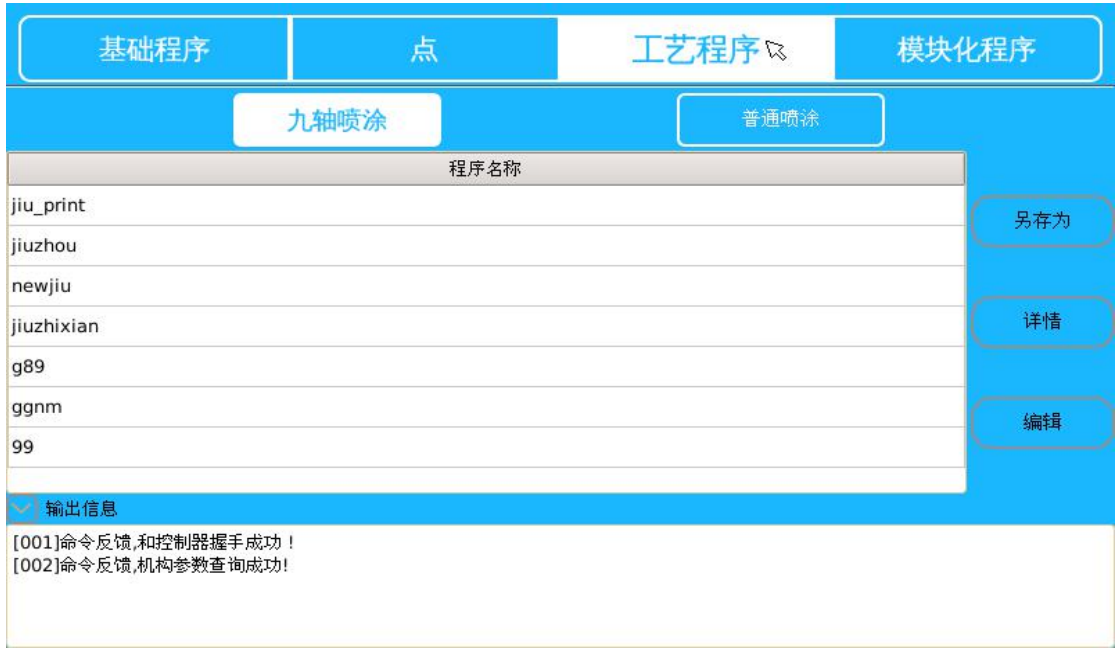 基础程序 点 工艺程序 模块化程序
九轴喷涂 普通喷涂
程序名称
jiu_print
另存为
jiuzhou
newjiu
jiuzhixian
详情
g89
ggnm
编辑
99
输出信息
[001]命令反馈,和控制器握手成功！
[002]命令反馈,机构参数查询成功!